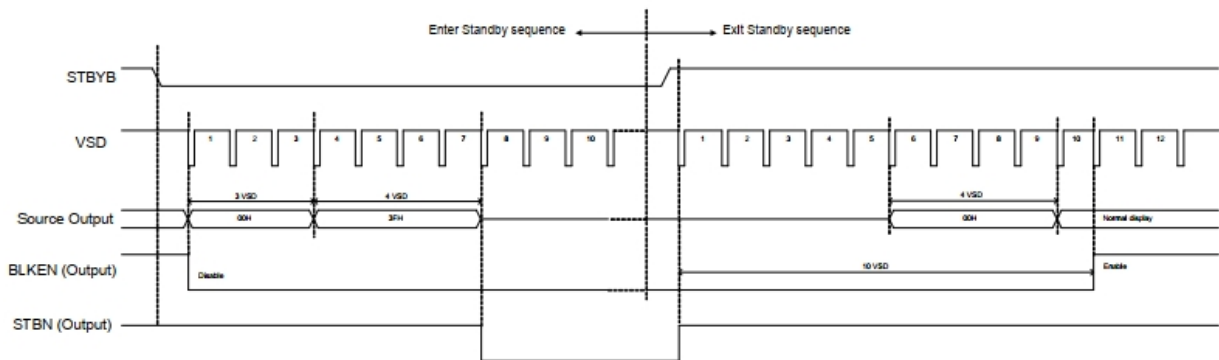 Enter Standby sequence Exit Standby sequence
STBYB
VSD 1 2 3 4 5 6 7 8 9 10 1 2 3 4 5 6 7 8 9 10 11 12
3 VSD 4 VSD 4 VSD
Source Output 00H 3FH 00H Normal display
BLKEN (Output) Disable 10 VSD Enable
STBN (Output)